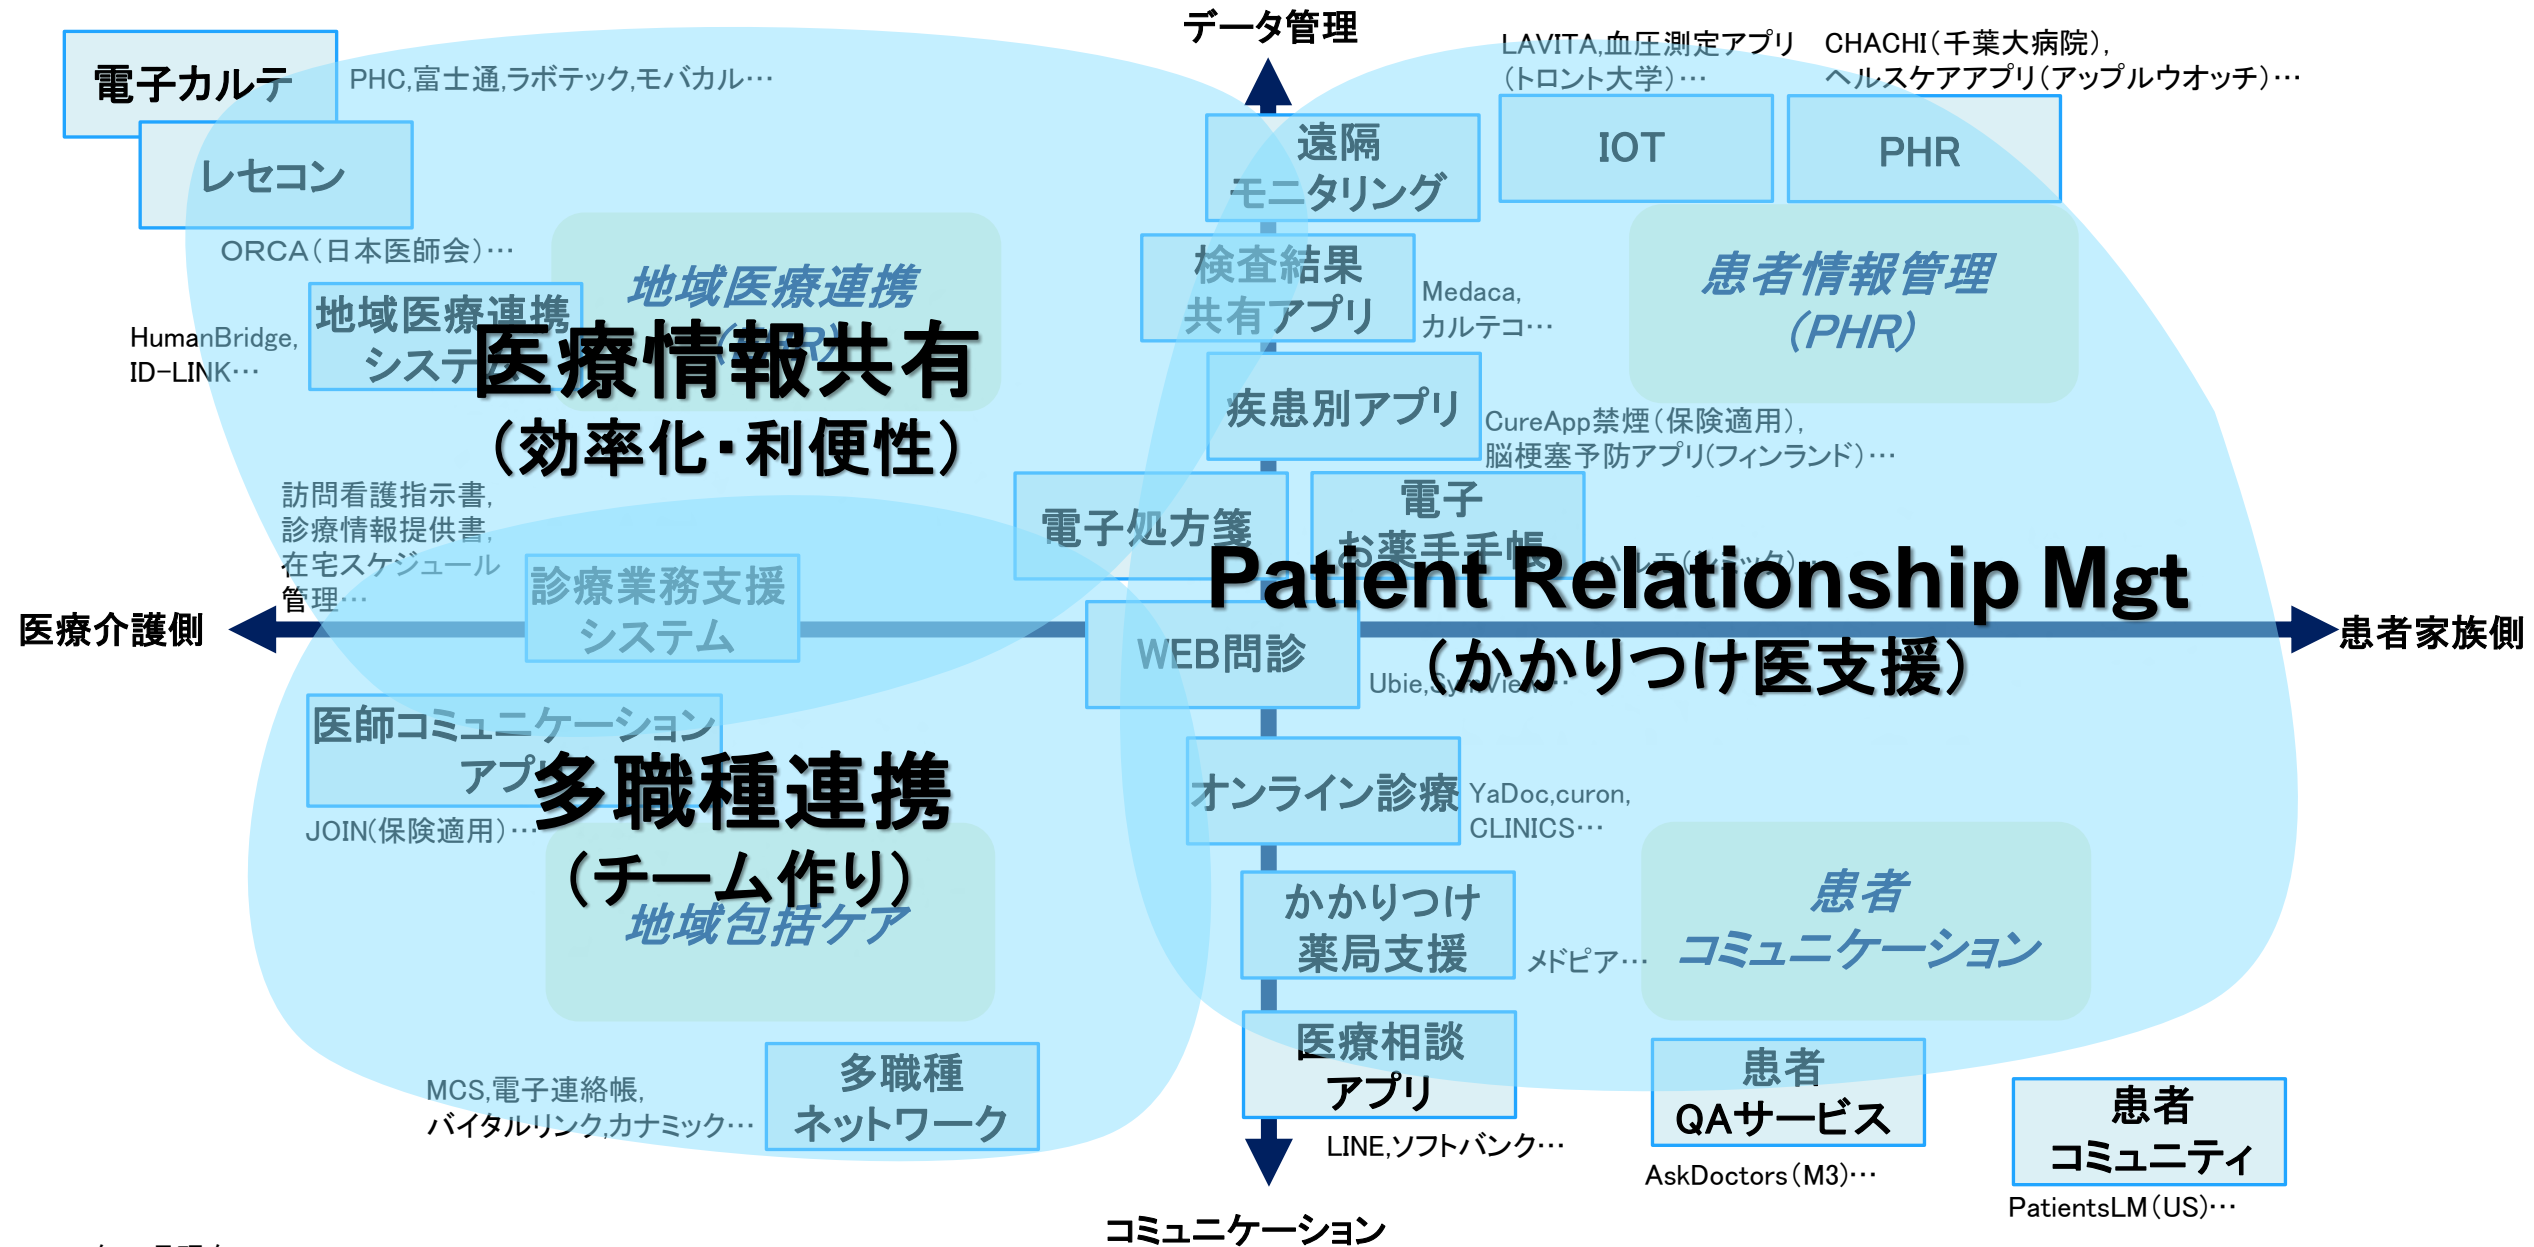 データ管理
電子カルテ
PHC,富士通,ラボテック,モバカル…
LAVITA,血圧測定アプリ
（トロント大学）…
CHACHI（千葉大病院）,
ヘルスケアアプリ（アップルウオッチ）…
レセコン
ORCA（日本医師会）…
遠隔
モニタリング
IOT
PHR
地域医療連携
患者情報管理
（PHR）
検査結果
共有アプリ
Medaca,
カルテコ…
HumanBridge,
ID-LINK…
地域医療連携
システム
医療情報共有
（効率化・利便性）
疾患別アプリ
CureApp禁煙（保険適用）,
脳梗塞予防アプリ(フィンランド）…
訪問看護指示書,
診療情報提供書,
在宅スケジュール
管理…
電子処方箋
電子
お薬手手帳
Patient Relationship Mgt
（かかりつけ医支援）
医療介護側
診療業務支援
システム
WEB問診
Ubie,SymView…
患者家族側
医師コミュニケーション
アプリ
JOIN(保険適用）…
多職種連携
（チーム作り）
地域包括ケア
オンライン診療
YaDoc,curon,
CLINICS…
かかりつけ
薬局支援
メドピア…
患者
コミュニケーション
MCS,電子連絡帳,
バイタルリンク,カナミック…
多職種
ネットワーク
医療相談
アプリ
LINE,ソフトバンク…
患者
QAサービス
AskDoctors（M3）…
患者
コミュニティ
PatientsLM（US）…
コミュニケーション